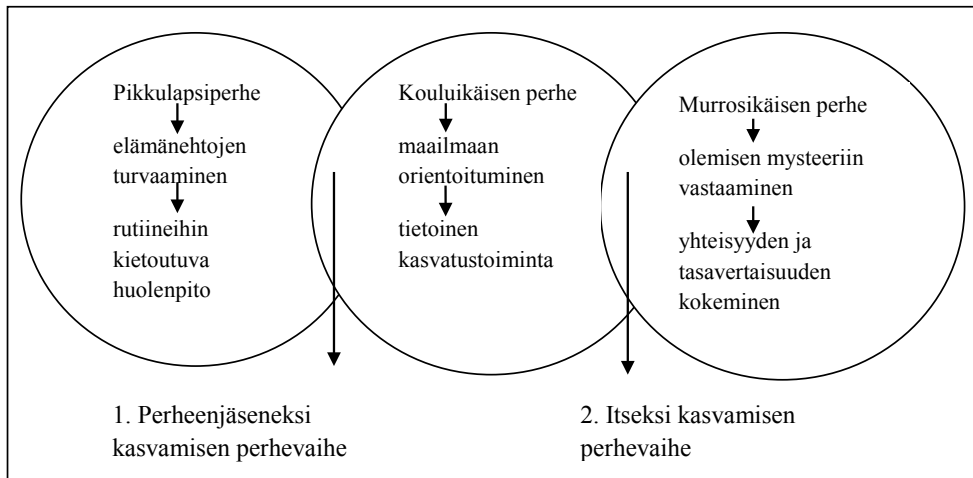 Pikkulapsiperhe
elämänehtojen
turvaaminen
rutiineihin
kietoutuva
huolenpito
Kouluikäisen perhe
maailmaan
orientoituminen
tietoinen
kasvatustoiminta
Murrosikäisen perhe
olemisen mysteeriin
vastaaminen
yhteisyyden ja
tasavertaisuuden
kokeminen
1. Perheenjäseneksi
kasvamisen perhevaihe
2. Itseksi kasvamisen
perhevaihe